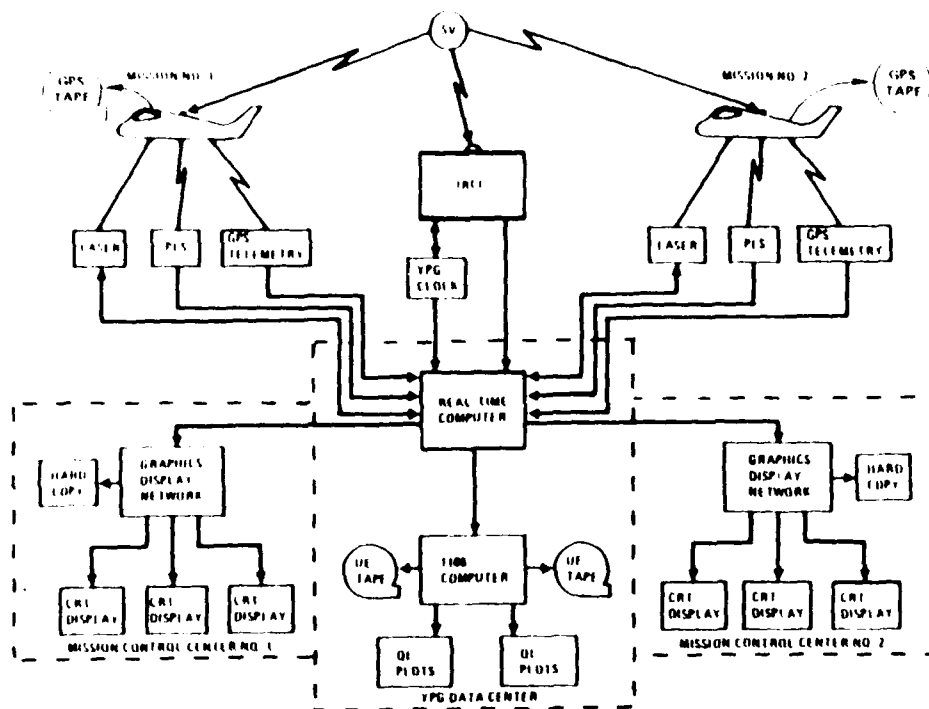 SV
GPS
TAPE
MISSION NO. 1
MISSION NO. 2
GPS
TAPE
LASER
PLS
GPS
TELEMETRY
YPG
CLOCK
LASER
PLS
GPS
TELEMETRY
REAL-TIME
COMPUTER
HARD
COPY
GRAPHICS
DISPLAY
NETWORK
GRAPHICS
DISPLAY
NETWORK
HARD
COPY
TAPE
1108
COMPUTER
TAPE
CRT
DISPLAY
CRT
DISPLAY
CRT
DISPLAY
CRT
DISPLAY
CRT
DISPLAY
CRT
DISPLAY
MISSION CONTROL CENTER NO. 1
PLOTS
PLOTS
MISSION CONTROL CENTER NO. 2
YPG DATA CENTER